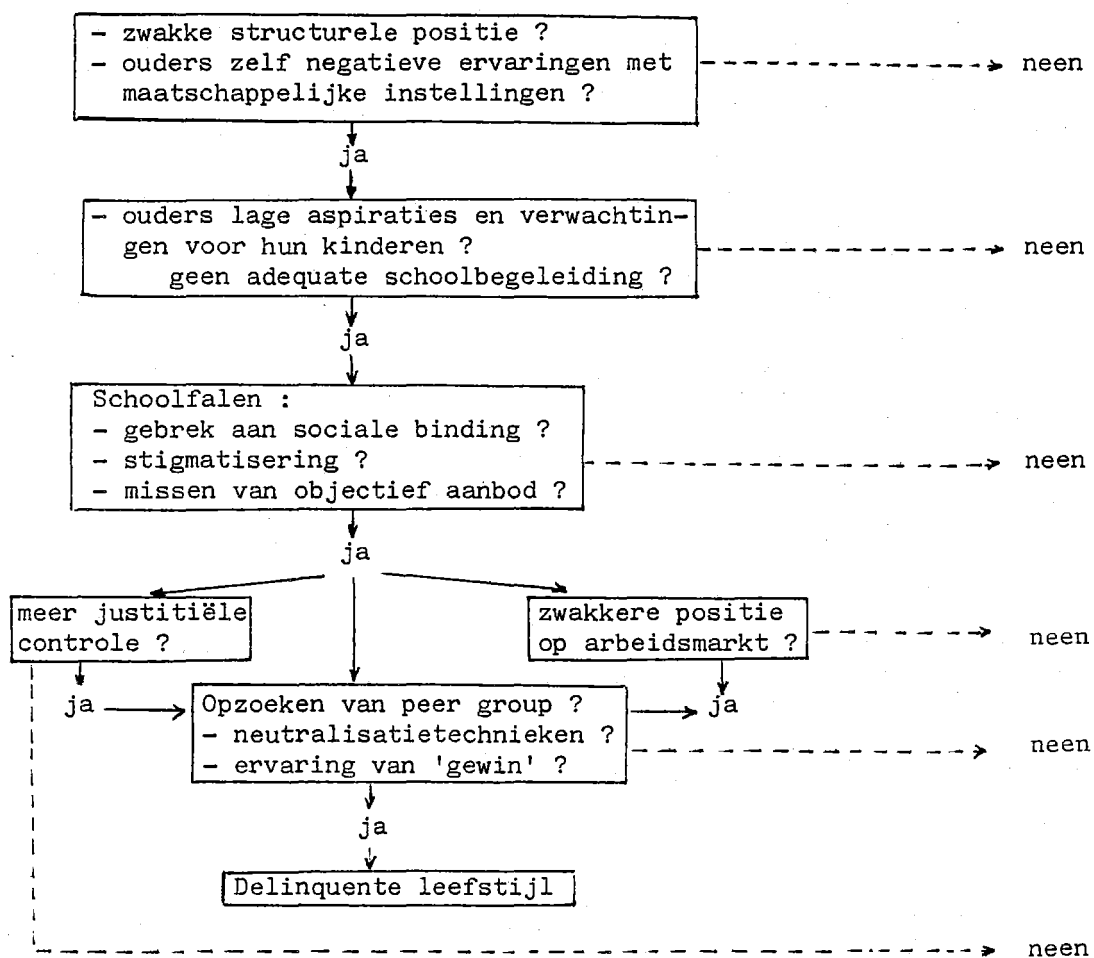 - zwakke structurele positie ?
- ouders zelf negatieve ervaringen met
maatschappelijke instellingen ?
neen
ja
- ouders lage aspiraties en verwachtin-
gen voor hun kinderen ?
geen adequate schoolbegeleiding ?
neen
ja
Schoolfalen :
- gebrek aan sociale binding ?
- stigmatisering ?
- missen van objectief aanbod ?
neen
ja
meer justitiële
controle ?
zwakkere positie
op arbeidsmarkt ?
neen
ja
Opzoeken van peer group ?
- neutralisatietechnieken ?
- ervaring van 'gewin' ?
ja
neen
ja
Delinquente leefstijl
neen